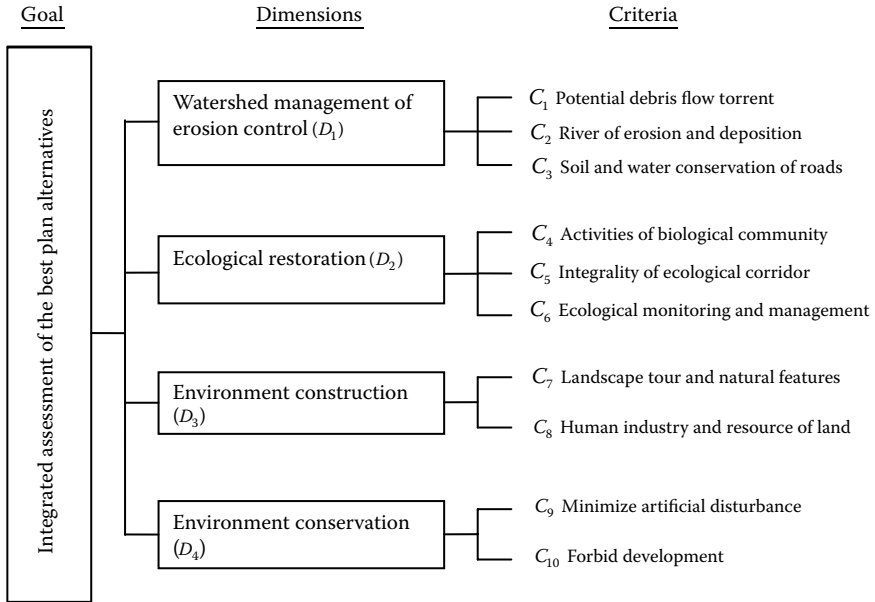 Goal
Dimensions
Criteria
Integrated assessment of the best plan alternatives
Watershed management of
erosion control (D₁)
C₁ Potential debris flow torrent
C₂ River of erosion and deposition
C₃ Soil and water conservation of roads
Ecological restoration (D₂)
C₄ Activities of biological community
C₅ Integrality of ecological corridor
C₆ Ecological monitoring and management
Environment construction
(D₃)
C₇ Landscape tour and natural features
C₈ Human industry and resource of land
Environment conservation
(D₄)
C₉ Minimize artificial disturbance
C₁₀ Forbid development